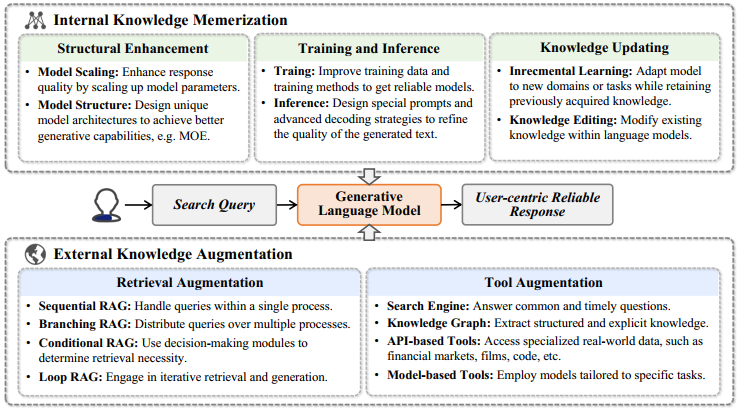 Internal Knowledge Memerization
Structural Enhancement
• Model Scaling: Enhance response
quality by scaling up model parameters.
• Model Structure: Design unique
model architectures to achieve better
generative capabilities, e.g. MOE.
Training and Inference
• Traing: Improve training data and
training methods to get reliable models.
• Inference: Design special prompts and
advanced decoding strategies to refine
the quality of the generated text.
Knowledge Updating
• Inrecmental Learning: Adapt model
to new domains or tasks while retaining
previously acquired knowledge.
• Knowledge Editing: Modify existing
knowledge within language models.
Search Query
Generative
Language Model
User-centric Reliable
Response
External Knowledge Augmentation
Retrieval Augmentation
• Sequential RAG: Handle queries within a single process.
• Branching RAG: Distribute queries over multiple processes.
• Conditional RAG: Use decision-making modules to
determine retrieval necessity.
• Loop RAG: Engage in iterative retrieval and generation.
Tool Augmentation
• Search Engine: Answer common and timely questions.
• Knowledge Graph: Extract structured and explicit knowledge.
• API-based Tools: Access specialized real-world data, such as
financial markets, films, code, etc.
• Model-based Tools: Employ models tailored to specific tasks.